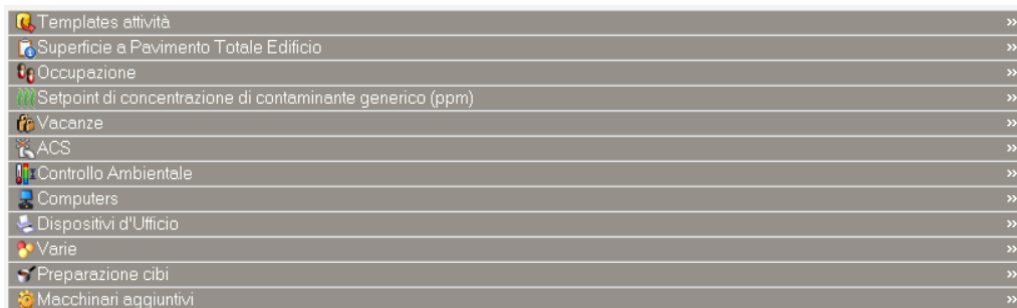 Templates attività
Superficie a Pavimento Totale Edificio
Occupazione
Setpoint di concentrazione di contaminante generico (ppm)
Vacanze
ACS
Controllo Ambientale
Computers
Dispositivi d'Ufficio
Varie
Preparazione cibi
Macchinari aggiuntivi